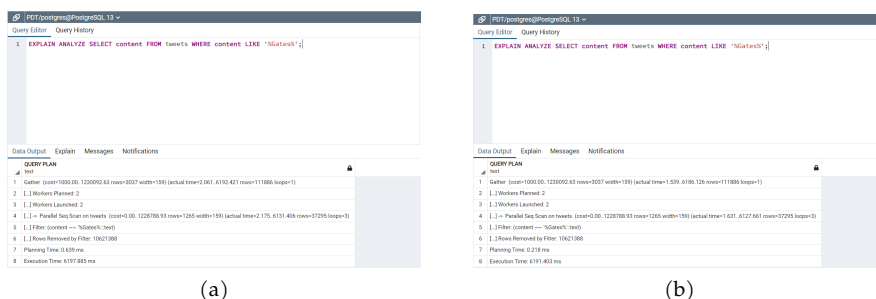 PDT/postgres@PostgreSQL 13
Query Editor Query History
1 EXPLAIN ANALYZE SELECT content FROM tweets WHERE content LIKE '%Gates%';
Data Output Explain Messages Notifications
QUERY PLAN
text
1 Gather (cost=1000.00..1230092.63 rows=3037 width=159) (actual time=2.061..6192.421 rows=111886 loops=1)
2 [...] Workers Planned: 2
3 [...] Workers Launched: 2
4 [...] -> Parallel Seq Scan on tweets (cost=0.00..1228788.93 rows=1265 width=159) (actual time=2.175..6131.406 rows=37295 loops=3)
5 [...] Filter: (content ~~ '%Gates%'::text)
6 [...] Rows Removed by Filter: 10621388
7 Planning Time: 0.639 ms
8 Execution Time: 6197.885 ms
(a)
PDT/postgres@PostgreSQL 13
Query Editor Query History
1 EXPLAIN ANALYZE SELECT content FROM tweets WHERE content LIKE '%Gates%';
Data Output Explain Messages Notifications
QUERY PLAN
text
1 Gather (cost=1000.00..1230092.63 rows=3037 width=159) (actual time=1.539..6186.126 rows=111886 loops=1)
2 [...] Workers Planned: 2
3 [...] Workers Launched: 2
4 [...] -> Parallel Seq Scan on tweets (cost=0.00..1228788.93 rows=1265 width=159) (actual time=1.631..6127.661 rows=37295 loops=3)
5 [...] Filter: (content ~~ '%Gates%'::text)
6 [...] Rows Removed by Filter: 10621388
7 Planning Time: 0.218 ms
8 Execution Time: 6191.403 ms
(b)